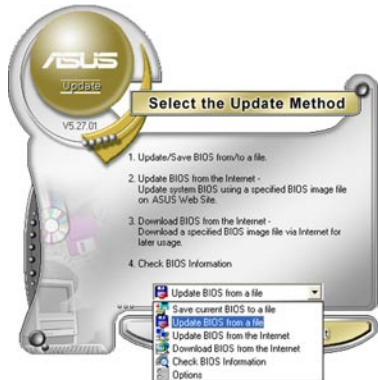 ASUS
Update
V5.27.01
Select the Update Method
1. Update/Save BIOS from/to a file.
2. Update BIOS from the Internet -
Update system BIOS using a specified BIOS image file
on ASUS Web Site.
3. Download BIOS from the Internet -
Download a specified BIOS image file via Internet for
later usage.
4. Check BIOS Information
Update BIOS from a file
Save current BIOS to a file
Update BIOS from a file
Update BIOS from the Internet
Download BIOS from the Internet
Check BIOS Information
Options